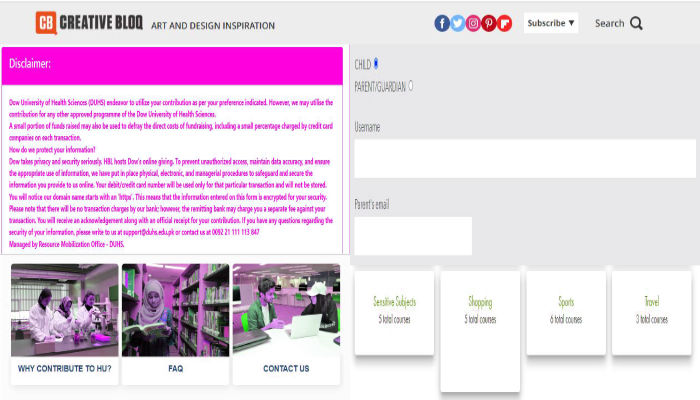 CB CREATIVE BLOQ ART AND DESIGN INSPIRATION
Subscribe ▼
Search
Disclaimer:
Dow University of Health Sciences (DUHS) endeavor to utilize your contribution as per your preference indicated. However, we may utilise the
contribution for any other approved programme of the Dow University of Health Sciences.
A small portion of funds raised may also be used to defray the direct costs of fundraising, including a small percentage charged by credit card
companies on each transaction.
How do we protect your information?
Dow takes privacy and security seriously. HBL hosts Dow's online giving. To prevent unauthorized access, maintain data accuracy, and ensure
the appropriate use of information, we have put in place physical, electronic, and managerial procedures to safeguard and secure the
information you provide to us online. Your debit/credit card number will be used only for that particular transaction and will not be stored.
You will notice our domain name starts with an 'https'. This means that the information entered on this form is encrypted for your security.
Please note that there will be no transaction charges by our bank; however, the remitting bank may charge you a separate fee against your
transaction. You will receive an acknowledgement along with an official receipt for your contribution. If you have any questions regarding the
security of your information, please write to us at support@duhs.edu.pk or contact us at 0092 21 111 113 847
Managed by Resource Mobilization Office - DUHS.
CHILD
PARENT/GUARDIAN
Username
Parent's email
WHY CONTRIBUTE TO HU?
FAQ
CONTACT US
Sensitive Subjects
5 total courses
Shopping
5 total courses
Sports
6 total courses
Travel
3 total courses